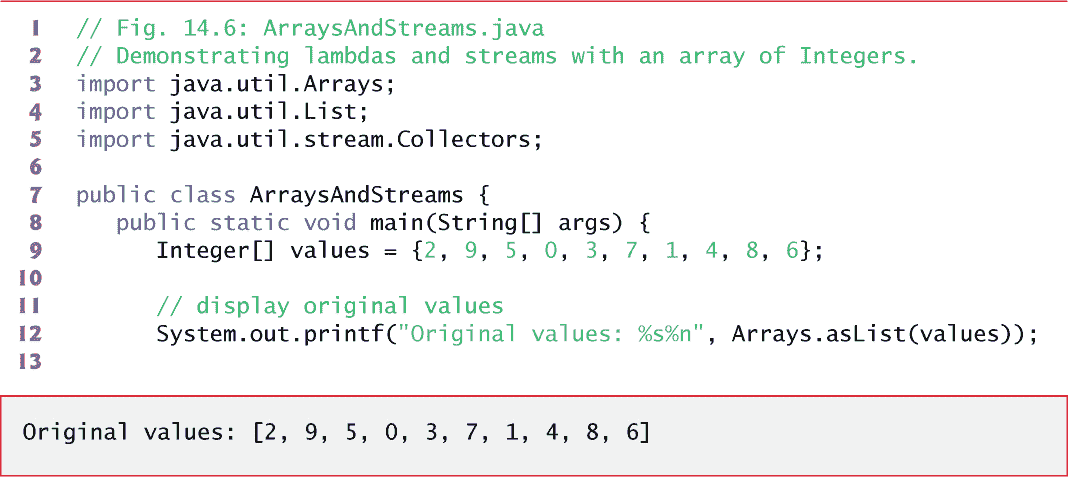 1 // Fig. 14.6: ArraysAndStreams.java
2 // Demonstrating lambdas and streams with an array of Integers.
3 import java.util.Arrays;
4 import java.util.List;
5 import java.util.stream.Collectors;
6
7 public class ArraysAndStreams {
8 public static void main(String[] args) {
9 Integer[] values = {2, 9, 5, 0, 3, 7, 1, 4, 8, 6};
10
11 // display original values
12 System.out.printf("Original values: %s%n", Arrays.asList(values));
13
Original values: [2, 9, 5, 0, 3, 7, 1, 4, 8, 6]